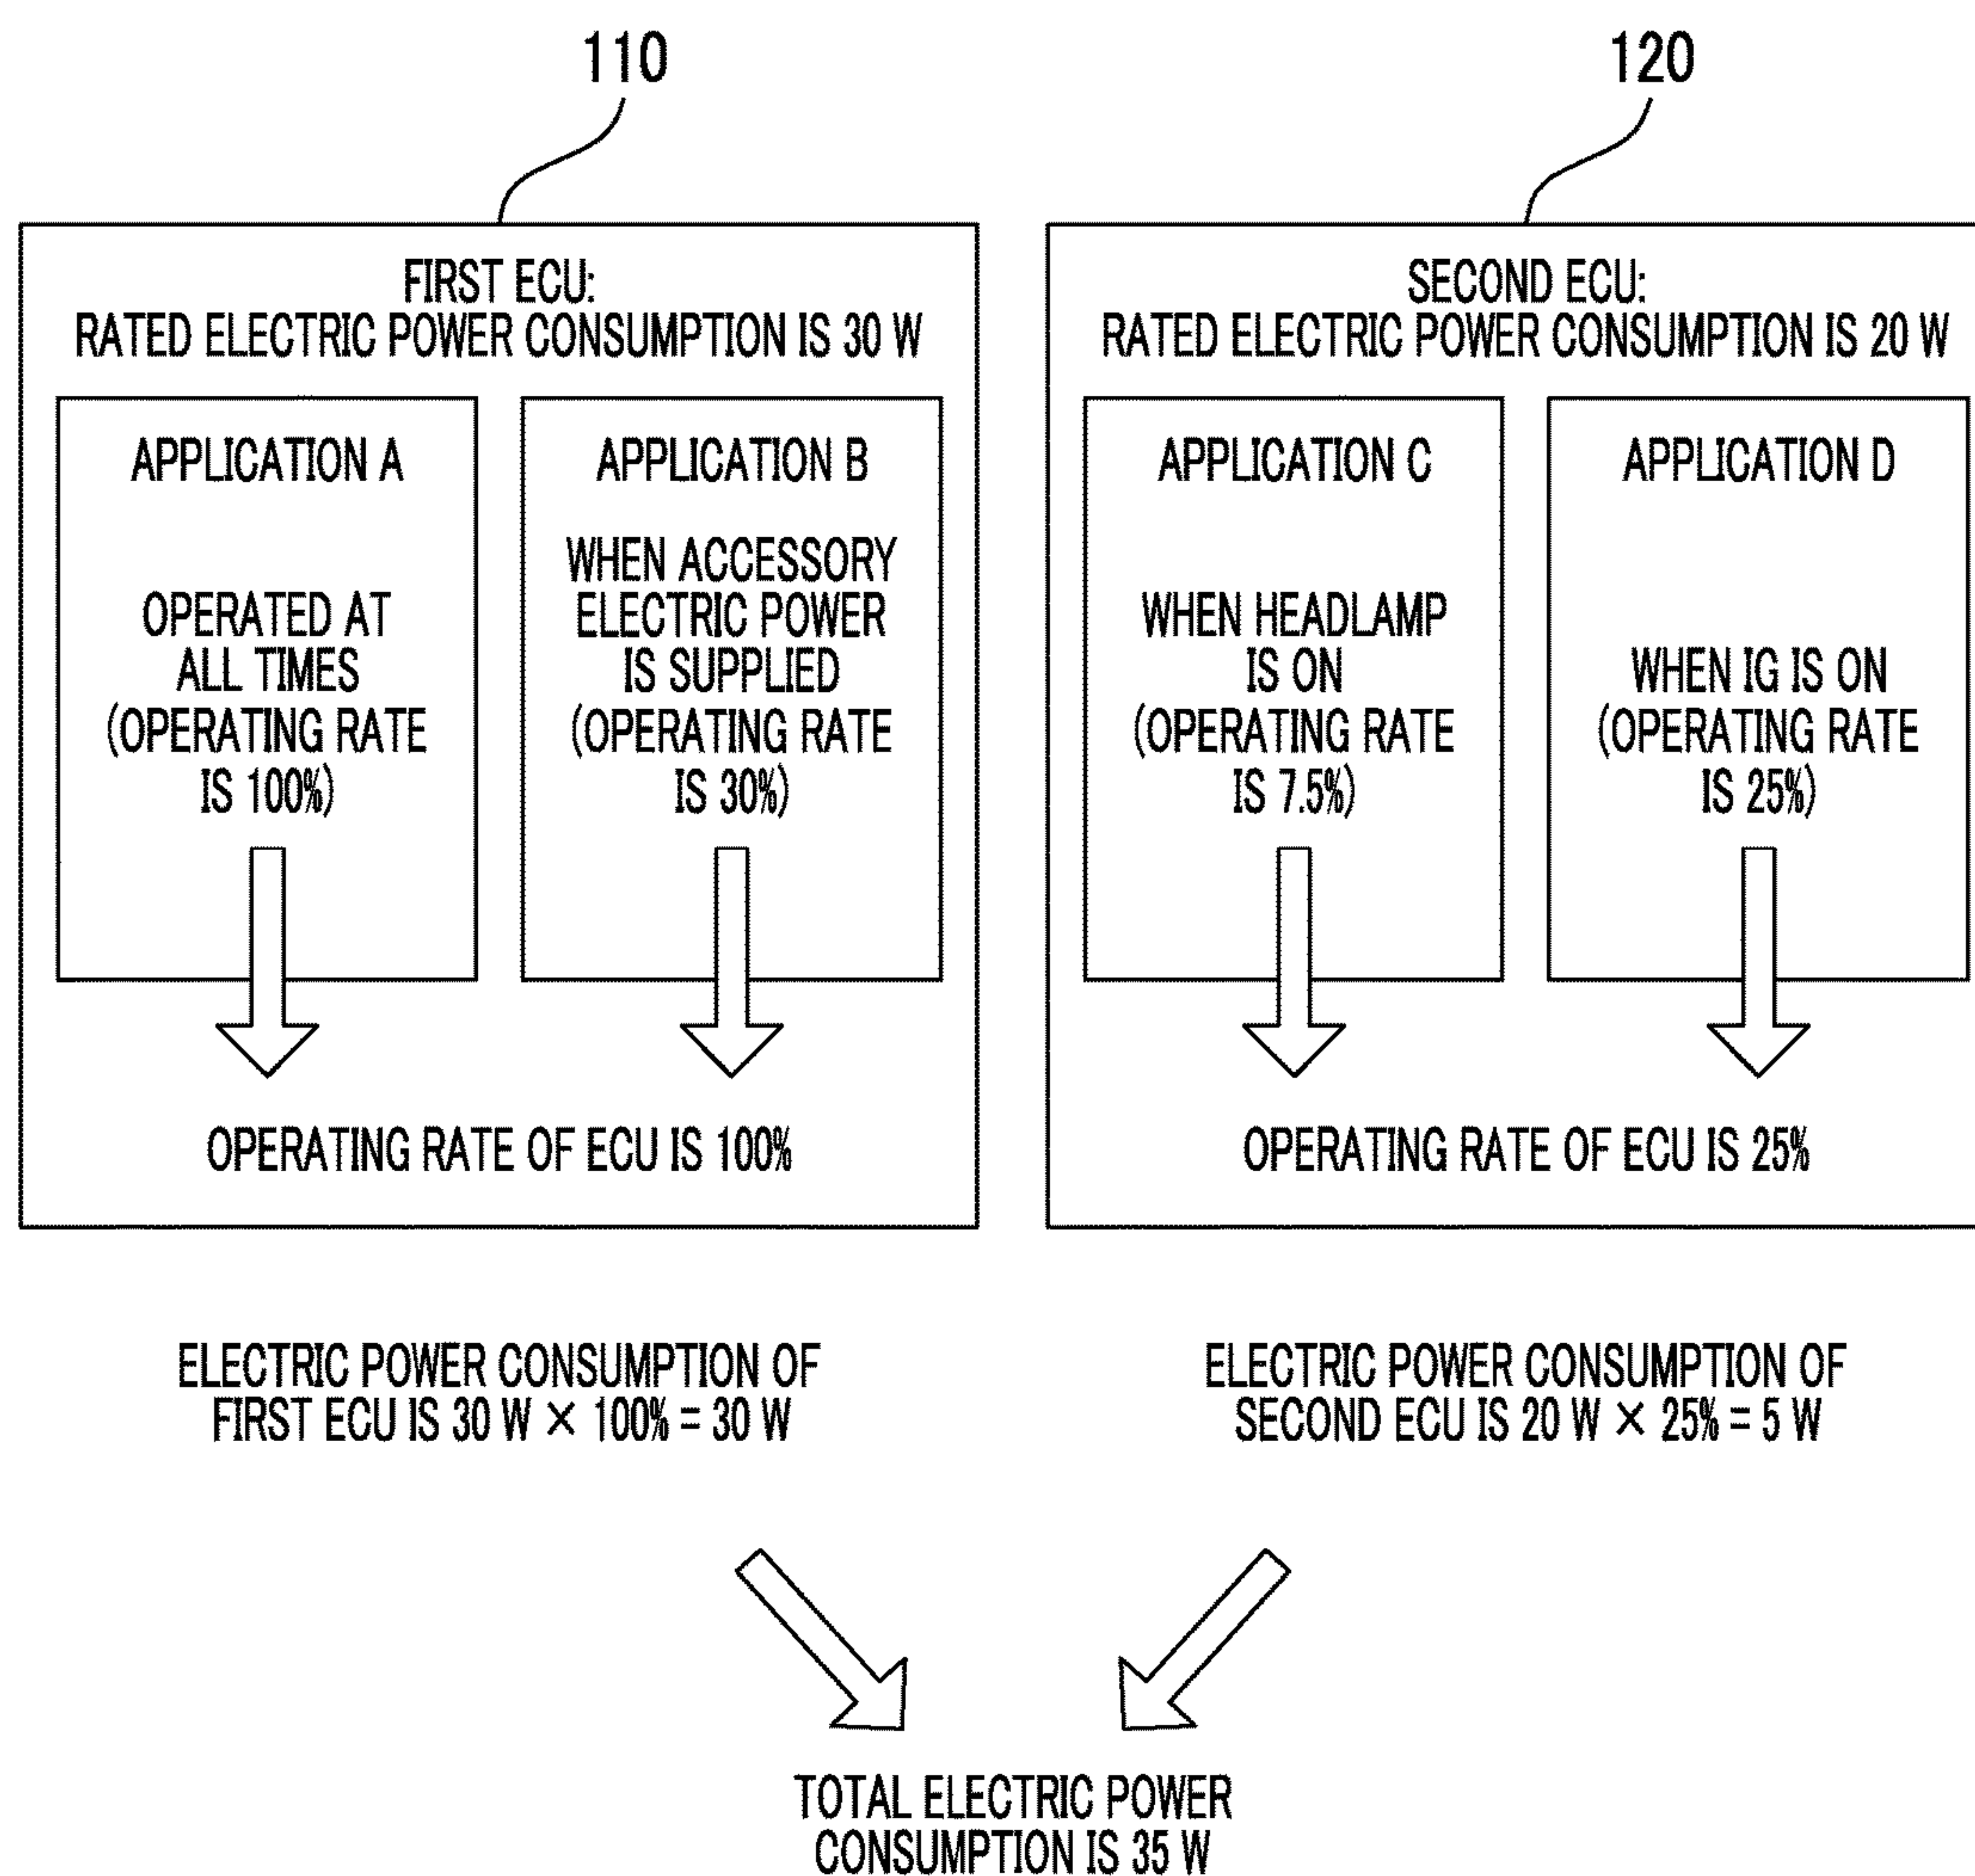 110
120
FIRST ECU:
RATED ELECTRIC POWER CONSUMPTION IS 30 W
APPLICATION A
OPERATED AT
ALL TIMES
(OPERATING RATE
IS 100%)
APPLICATION B
WHEN ACCESSORY
ELECTRIC POWER
IS SUPPLIED
(OPERATING RATE
IS 30%)
OPERATING RATE OF ECU IS 100%
SECOND ECU:
RATED ELECTRIC POWER CONSUMPTION IS 20 W
APPLICATION C
WHEN HEADLAMP
IS ON
(OPERATING RATE
IS 7.5%)
APPLICATION D
WHEN IG IS ON
(OPERATING RATE
IS 25%)
OPERATING RATE OF ECU IS 25%
ELECTRIC POWER CONSUMPTION OF
FIRST ECU IS 30 W × 100% = 30 W
ELECTRIC POWER CONSUMPTION OF
SECOND ECU IS 20 W × 25% = 5 W
TOTAL ELECTRIC POWER
CONSUMPTION IS 35 W